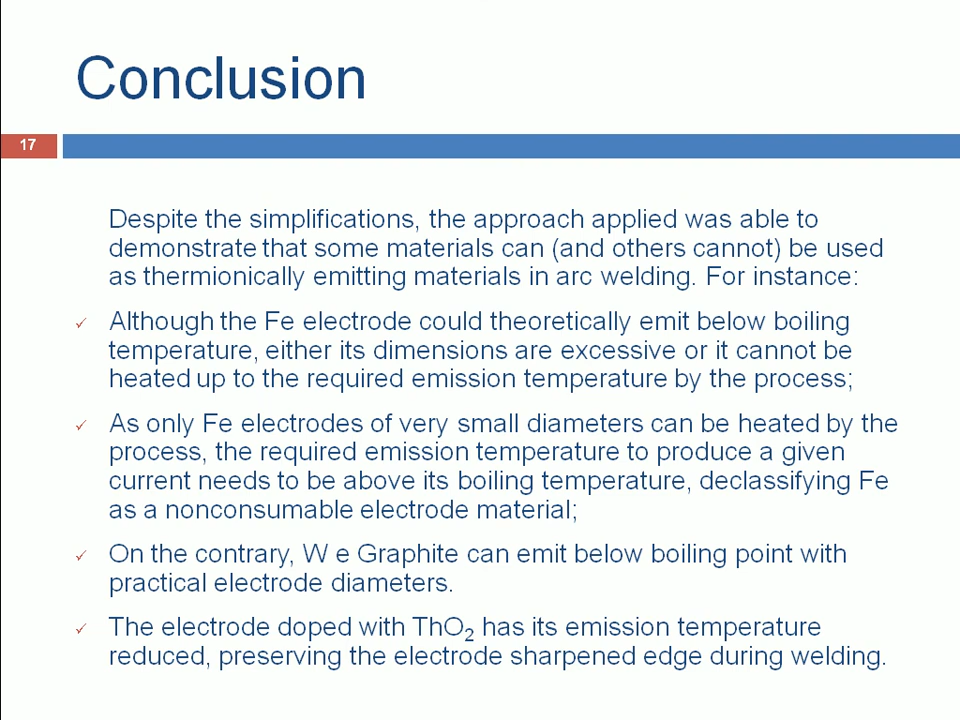 Conclusion
17
Despite the simplifications, the approach applied was able to
demonstrate that some materials can (and others cannot) be used
as thermionically emitting materials in arc welding. For instance:
✓ Although the Fe electrode could theoretically emit below boiling
temperature, either its dimensions are excessive or it cannot be
heated up to the required emission temperature by the process;
✓ As only Fe electrodes of very small diameters can be heated by the
process, the required emission temperature to produce a given
current needs to be above its boiling temperature, declassifying Fe
as a nonconsumable electrode material;
✓ On the contrary, W e Graphite can emit below boiling point with
practical electrode diameters.
✓ The electrode doped with ThO₂ has its emission temperature
reduced, preserving the electrode sharpened edge during welding.